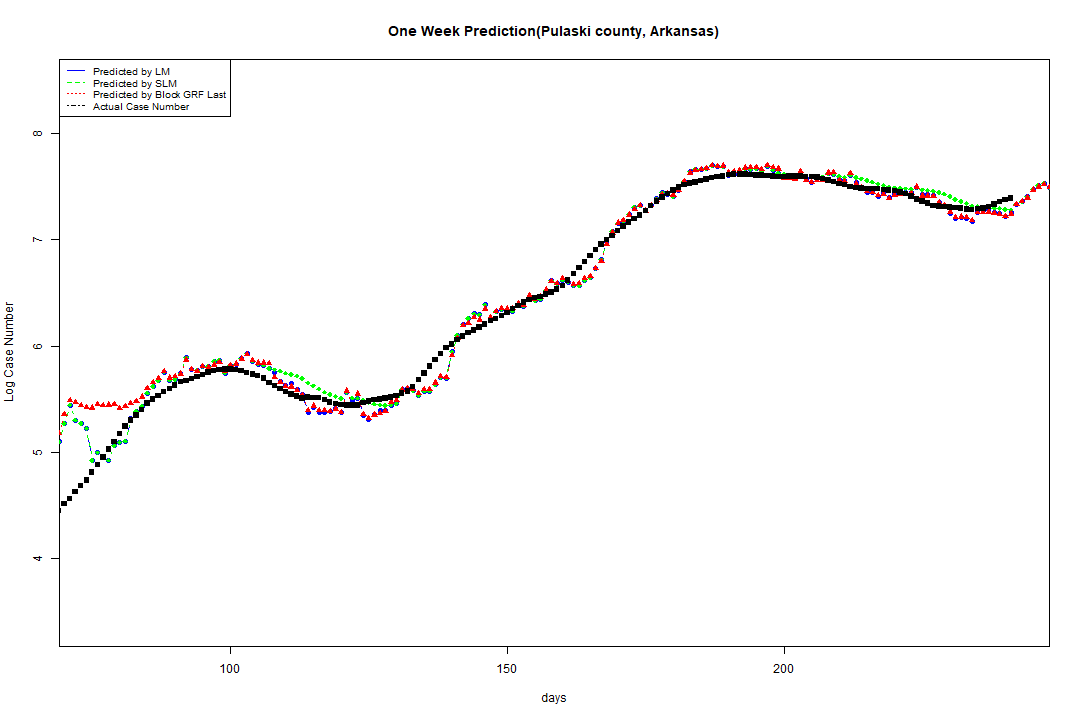 One Week Prediction(Pulaski county, Arkansas)
Predicted by LM
Predicted by SLM
Predicted by Block GRF Last
Actual Case Number
8
7
6
5
4
Log Case Number
100 150 200
days